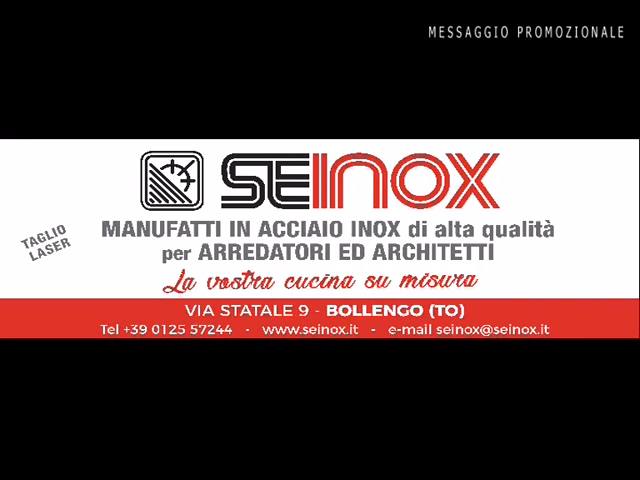 MESSAGGIO PROMOZIONALE
SEINOX
MANUFATTI IN ACCIAIO INOX di alta qualità
per ARREDATORI ED ARCHITETTI
TAGLIO
LASER
La vostra cucina su misura
VIA STATALE 9 - BOLLENGO (TO)
Tel +39 0125 57244 - www.seinox.it - e-mail seinox@seinox.it